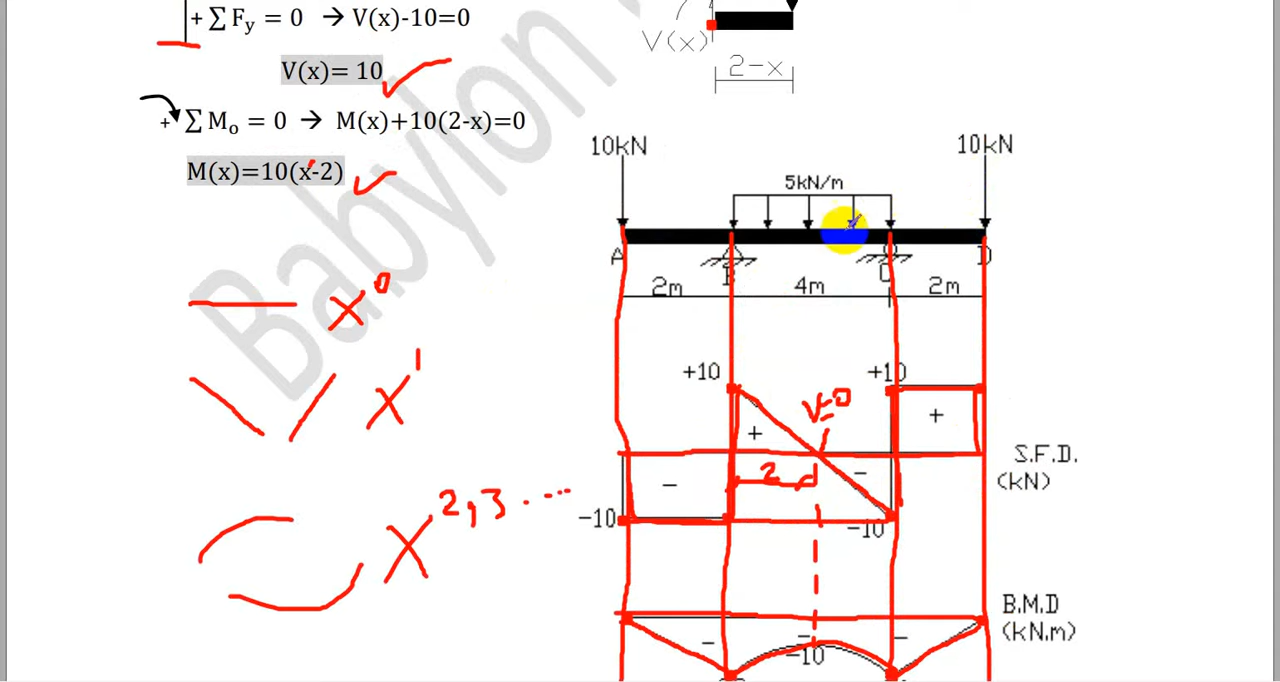 + ∑ Fy = 0 → V(x)-10=0
V(x)= 10
+ ∑ Mo = 0 → M(x)+10(2-x)=0
M(x)=10(x-2)
V(x)
2-x
10kN
10kN
5kN/m
A
B
C
D
2m
4m
2m
x0
x1
x2,3 ....
+10
+10
V=0
+
+
2
-
-
-10
-10
S.F.D.
(kN)
B.M.D
(kN.m)
-
-
-
-10
Babylon